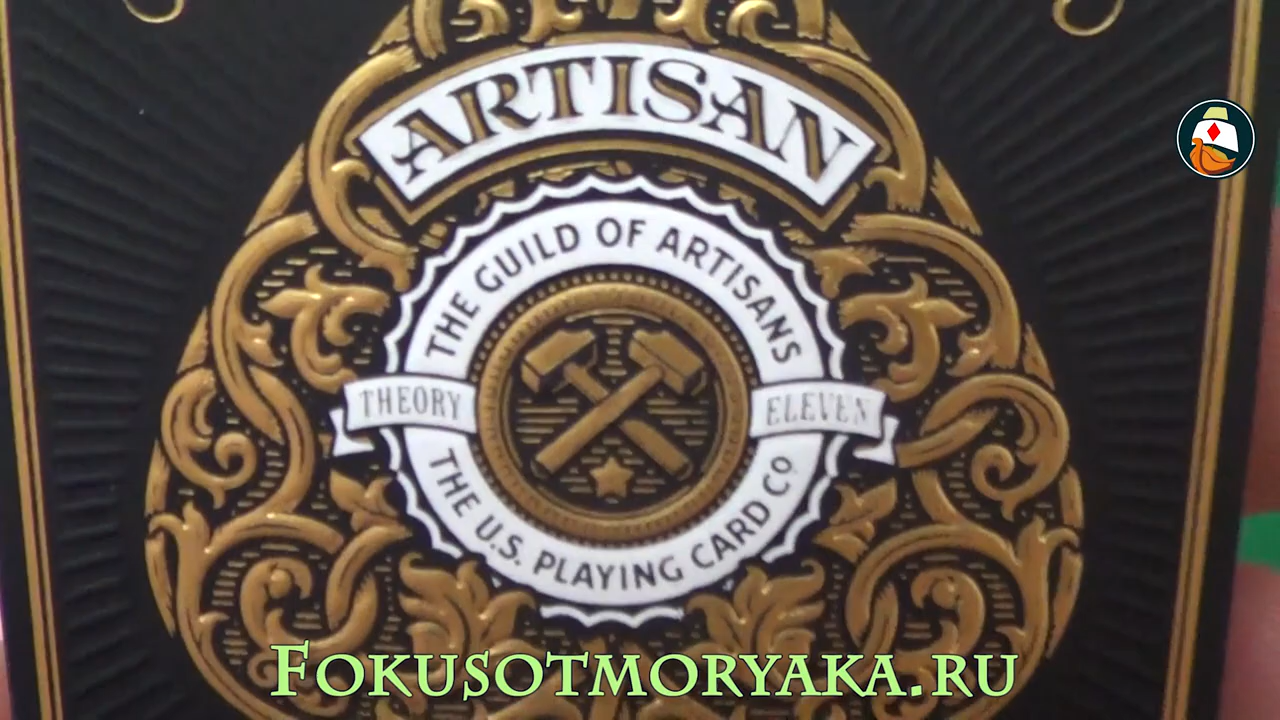 ARTISAN
THE GUILD OF ARTISANS
THEORY ELEVEN
THE U.S. PLAYING CARD CO
FOKUSOTMORYAKA.RU